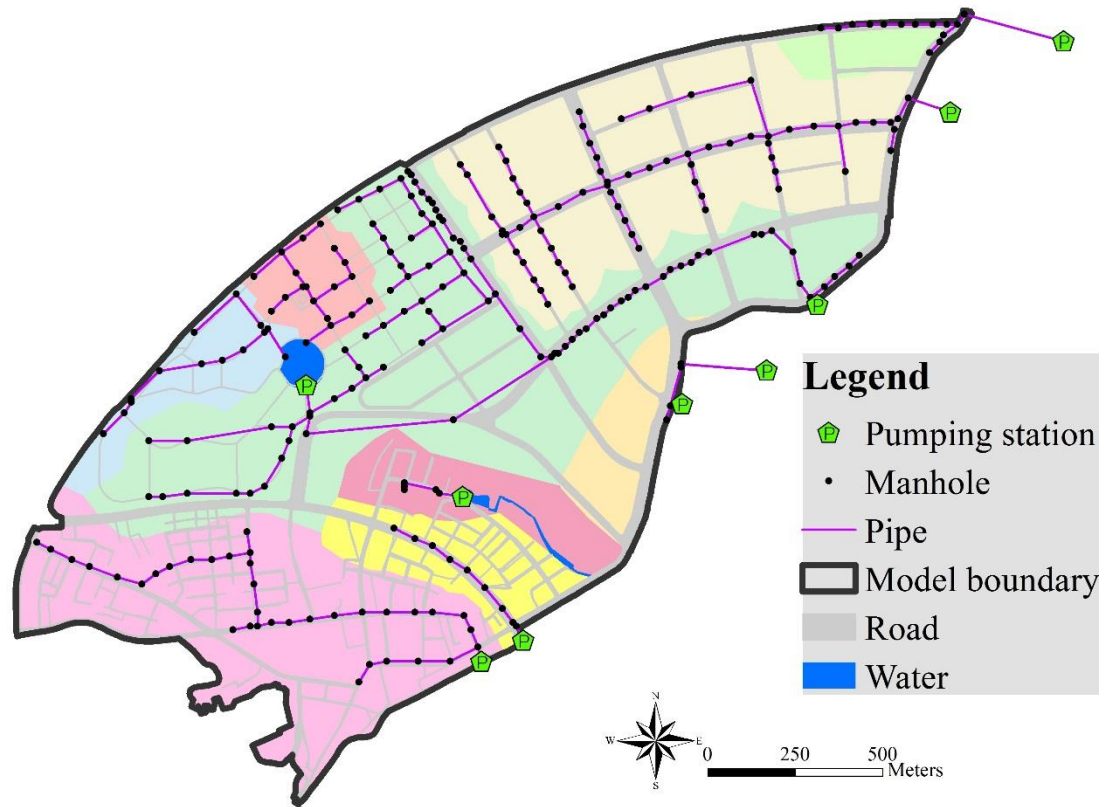 P
P
P
P
P
P
P
P
P
Legend
P Pumping station
Manhole
Pipe
Model boundary
Road
Water
N
W E
S
0 250 500
Meters